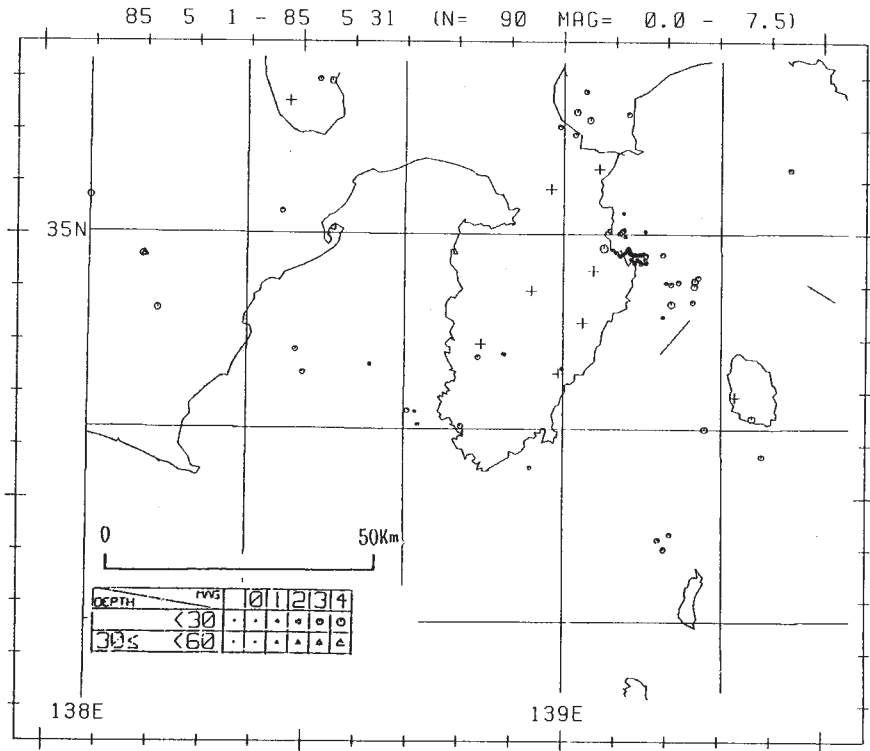 85 5 1 - 85 5 31 (N= 90 MAG= 0.0 - 7.5)
35N
0 50Km
DEPTH MAG 0 1 2 3 4
<30
30≤ <60
138E 139E